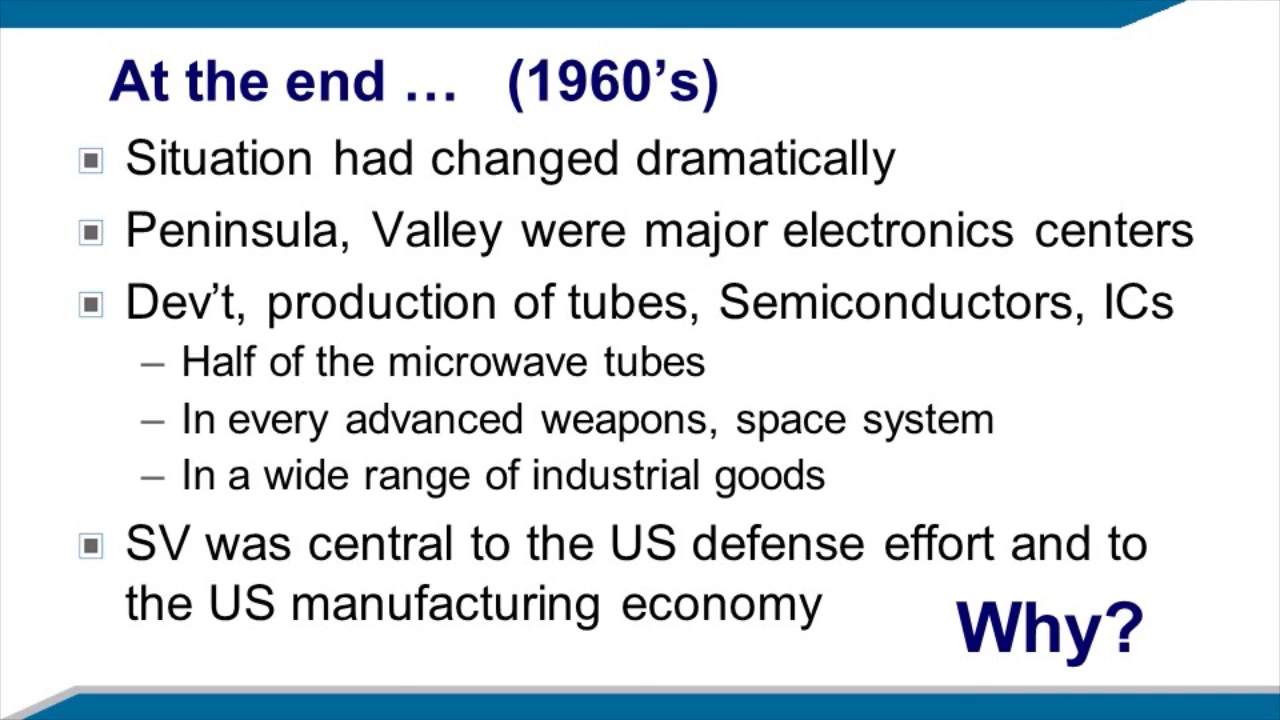 At the end … (1960’s)
Situation had changed dramatically
Peninsula, Valley were major electronics centers
Dev’t, production of tubes, Semiconductors, ICs
– Half of the microwave tubes
– In every advanced weapons, space system
– In a wide range of industrial goods
SV was central to the US defense effort and to
the US manufacturing economy
Why?